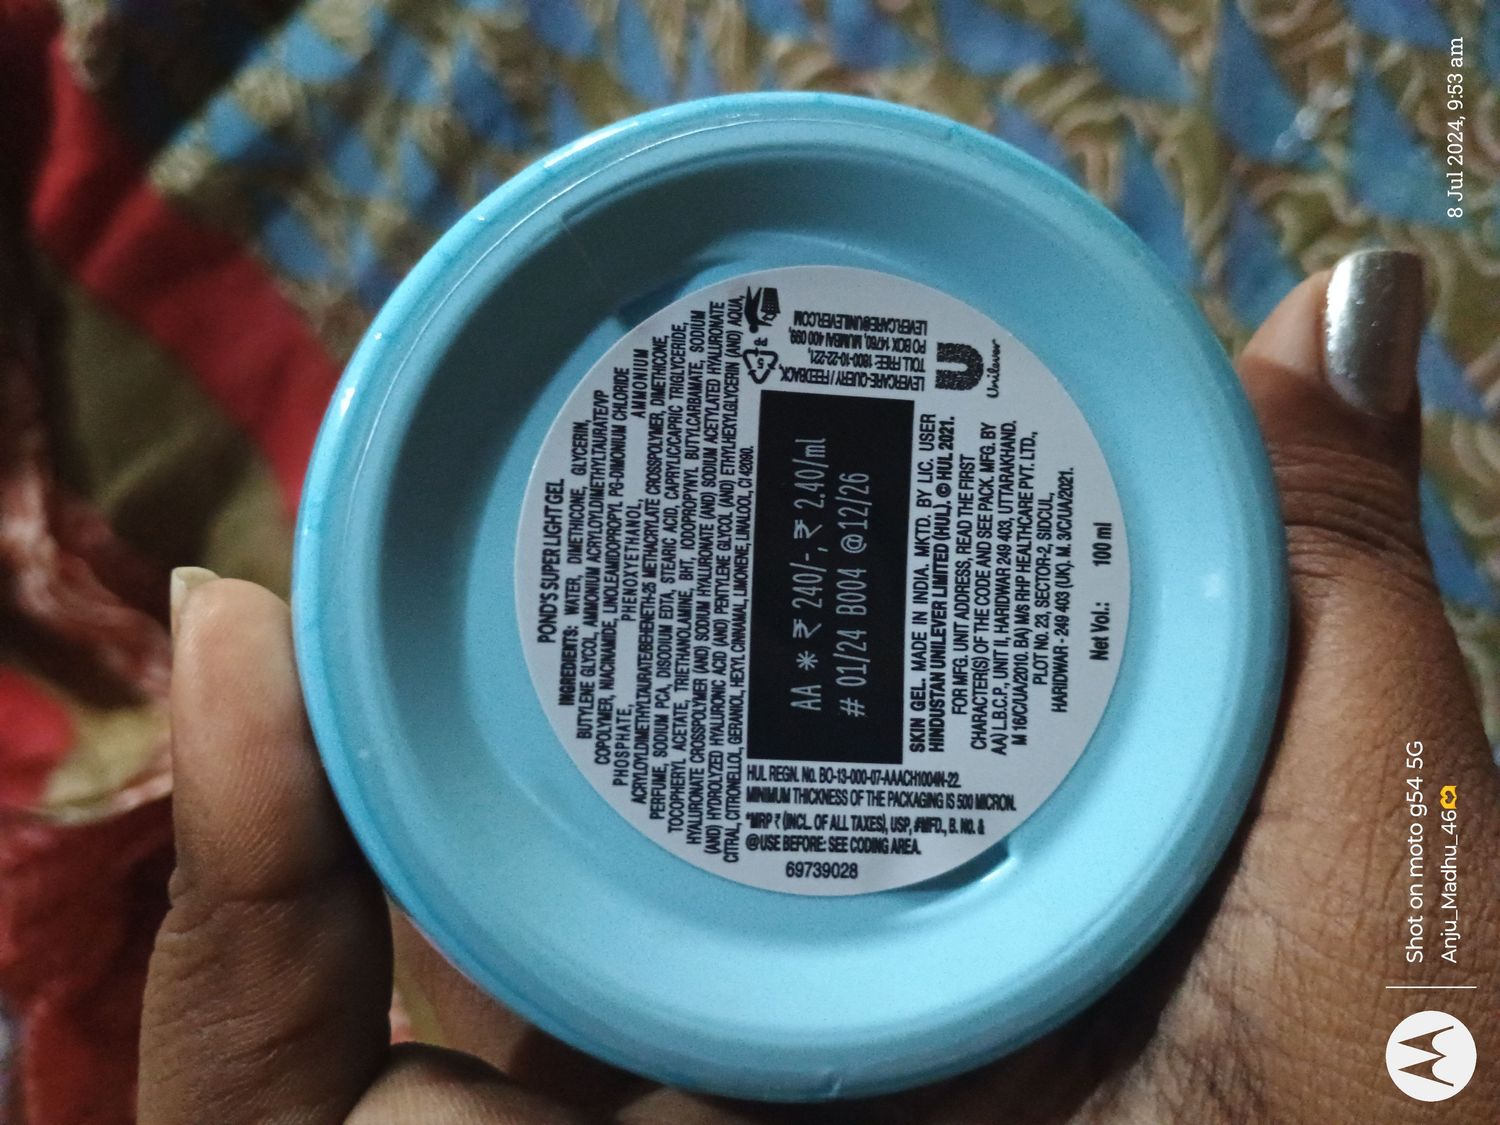 POND'S SUPER LIGHT GEL
INGREDIENTS: WATER, DIMETHICONE, GLYCERIN,
BUTYLENE GLYCOL, AMMONIUM ACRYLOYLDIMETHYLTAURATE/VP
COPOLYMER, NIACINAMIDE, LINOLEAMIDOPROPYL PG-DIMONIUM CHLORIDE
PHOSPHATE, PHENOXYETHANOL, AMMONIUM
ACRYLOYLDIMETHYLTAURATE/BEHENETH-25 METHACRYLATE CROSSPOLYMER, DIMETHICONE,
PERFUME, SODIUM PCA, DISODIUM EDTA, STEARIC ACID, CAPRYLIC/CAPRIC TRIGLYCERIDE,
TOCOPHERYL ACETATE, TRIETHANOLAMINE, BHT, IODOPROPYNYL BUTYLCARBAMATE, SODIUM
HYALURONATE CROSSPOLYMER (AND) SODIUM HYALURONATE (AND) SODIUM ACETYLATED HYALURONATE
(AND) HYDROLYZED HYALURONIC ACID (AND) PENTYLENE GLYCOL (AND) ETHYLHEXYLGLYCERIN (AND) AQUA,
CITRAL, CITRONELLOL, GERANIOL, HEXYL CINNAMAL, LIMONENE, LINALOOL, CI 42090.
AA * ₹ 240/-, ₹ 2.40/ml
# 01/24 B004 @12/26
LEVERCARE-QUERY / FEEDBACK,
TOLL FREE: 1800-10-22-221,
PO BOX 14760, MUMBAI 400 099,
LEVER.CARE@UNILEVER.COM
5
Unilever
SKIN GEL. MADE IN INDIA. MKTD. BY LIC. USER
HINDUSTAN UNILEVER LIMITED (HUL). © HUL 2021.
FOR MFG. UNIT ADDRESS, READ THE FIRST
CHARACTER(S) OF THE CODE AND SEE PACK. MFG. BY
AA) L.B.C.P., UNIT II, HARIDWAR 249 403, UTTARAKHAND.
M 16/C/UA/2010. BA) M/s RHP HEALTHCARE PVT. LTD.,
PLOT No. 23, SECTOR-2, SIDCUL,
HARIDWAR - 249 403 (UK). M. 3/C/UA/2021.
Net Vol.: 100 ml
HUL REGN. No. BO-13-000-07-AAACH1004N-22.
MINIMUM THICKNESS OF THE PACKAGING IS 500 MICRON.
*MRP ₹ (INCL. OF ALL TAXES), USP, #MFD., B. NO. &
@USE BEFORE: SEE CODING AREA.
69739028
Shot on moto g54 5G
Anju_Madhu_46🫶
8 Jul 2024, 9:53 am